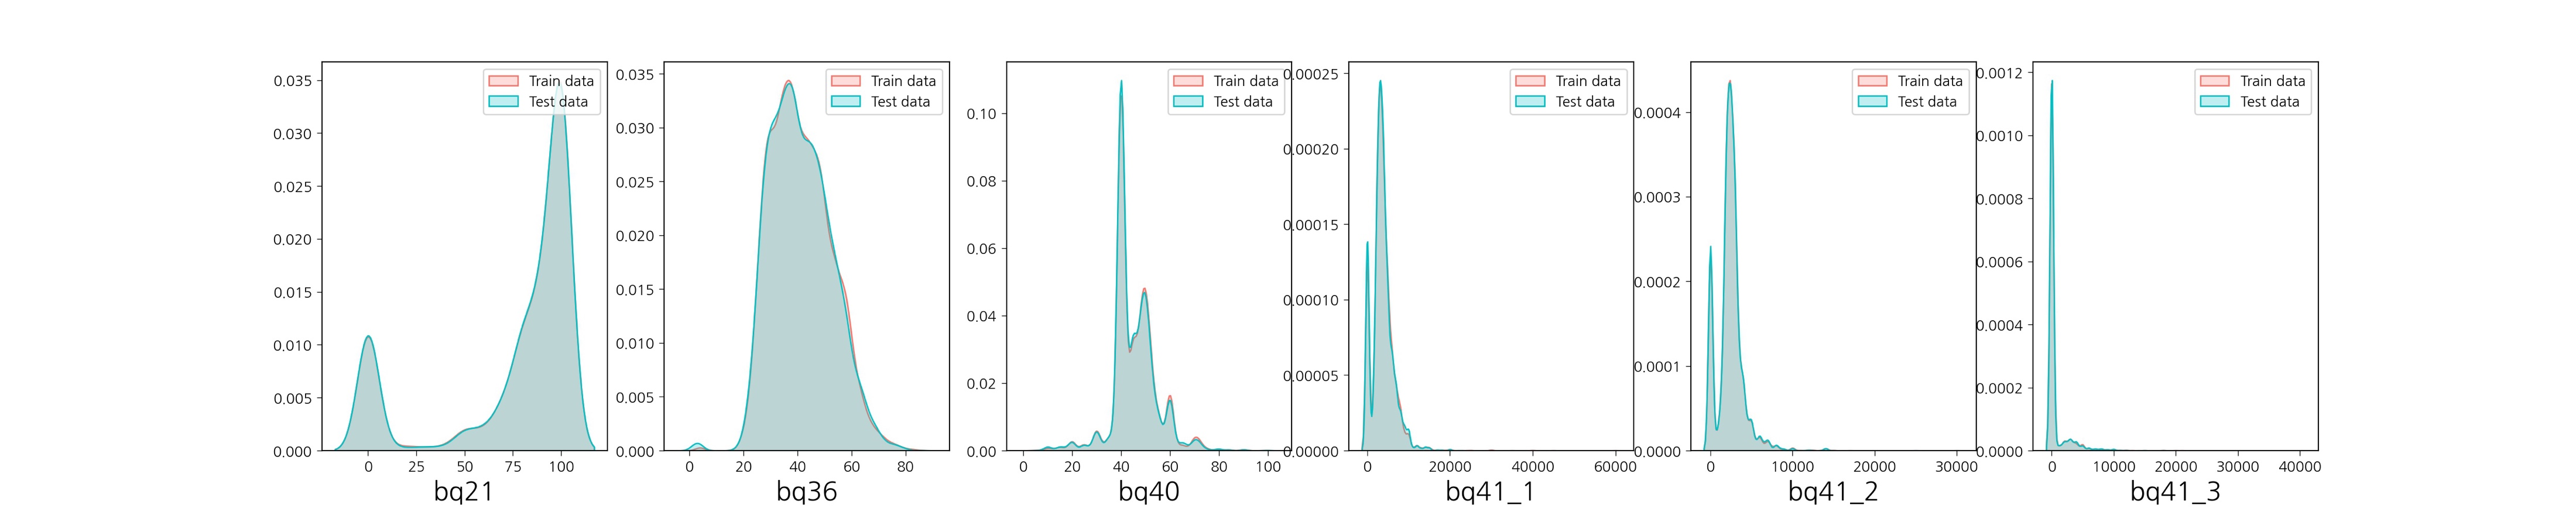 Train data
Test data
0.035
0.030
0.025
0.020
0.015
0.010
0.005
0.000
0 25 50 75 100
bq21
Train data
Test data
0.035
0.030
0.025
0.020
0.015
0.010
0.005
0.000
0 20 40 60 80
bq36
Train data
Test data
0.10
0.08
0.06
0.04
0.02
0.00
0 20 40 60 80 100
bq40
Train data
Test data
0.00025
0.00020
0.00015
0.00010
0.00005
0.00000
0 20000 40000 60000
bq41_1
Train data
Test data
0.0004
0.0003
0.0002
0.0001
0.0000
0 10000 20000 30000
bq41_2
Train data
Test data
0.0012
0.0010
0.0008
0.0006
0.0004
0.0002
0.0000
0 10000 20000 30000 40000
bq41_3